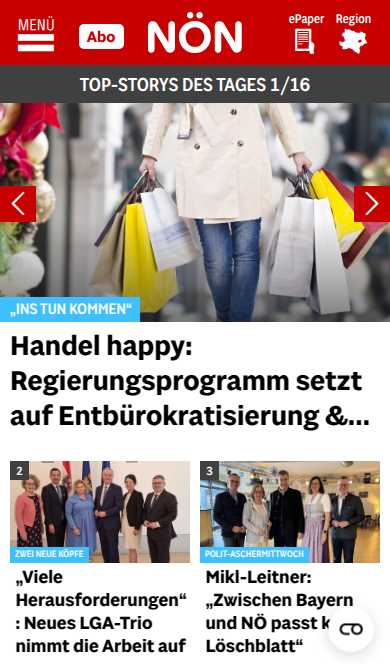 MENÜ
Abo
NÖN
ePaper
Region
TOP-STORYS DES TAGES 1/16
„INS TUN KOMMEN“
Handel happy:
Regierungsprogramm setzt
auf Entbürokratisierung &...
2
ZWEI NEUE KÖPFE
„Viele
Herausforderungen“
: Neues LGA-Trio
nimmt die Arbeit auf
3
POLIT-ASCHERMITTWOCH
Mikl-Leitner:
„Zwischen Bayern
und NÖ passt k
Löschblatt“